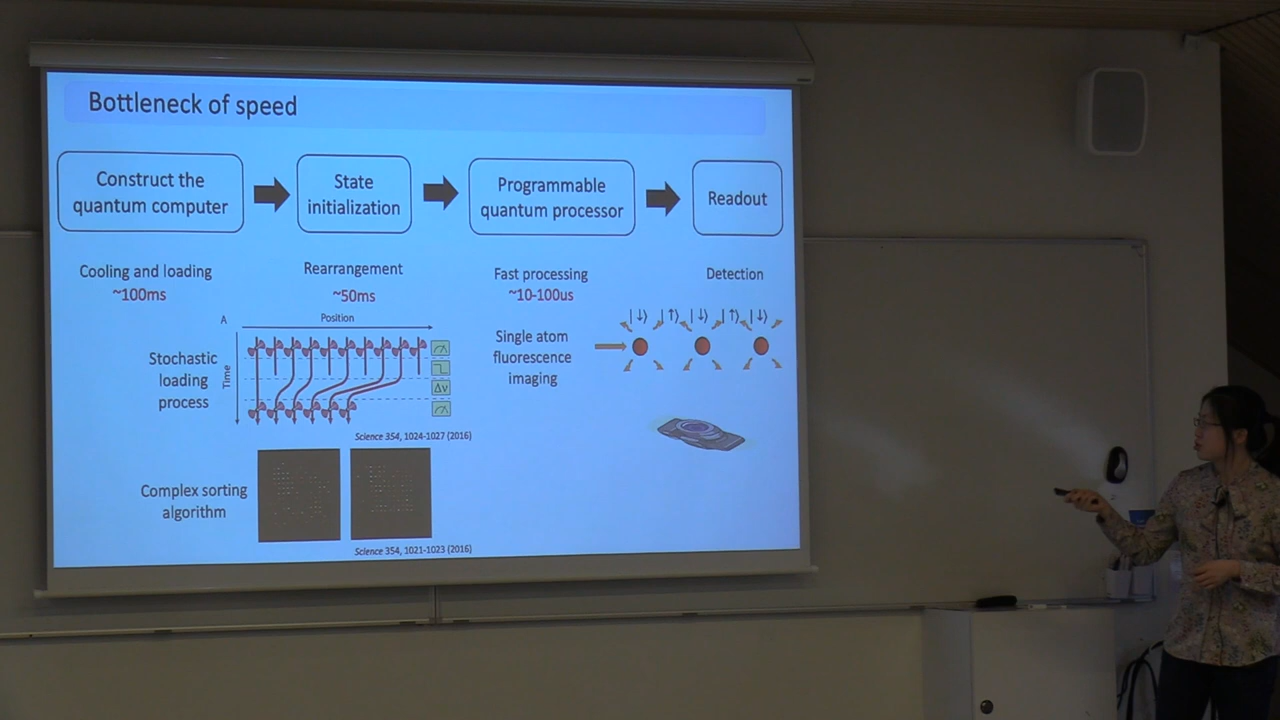 Bottleneck of speed
Construct the
quantum computer
State
initialization
Programmable
quantum processor
Readout
Cooling and loading
~100ms
Rearrangement
~50ms
Fast processing
~10-100us
Detection
A
Position
Time
Δν
Stochastic
loading
process
Science 354, 1024-1027 (2016)
Single atom
fluorescence
imaging
|↓⟩ |↑⟩ |↓⟩ |↑⟩ |↓⟩
Complex sorting
algorithm
Science 354, 1021-1023 (2016)